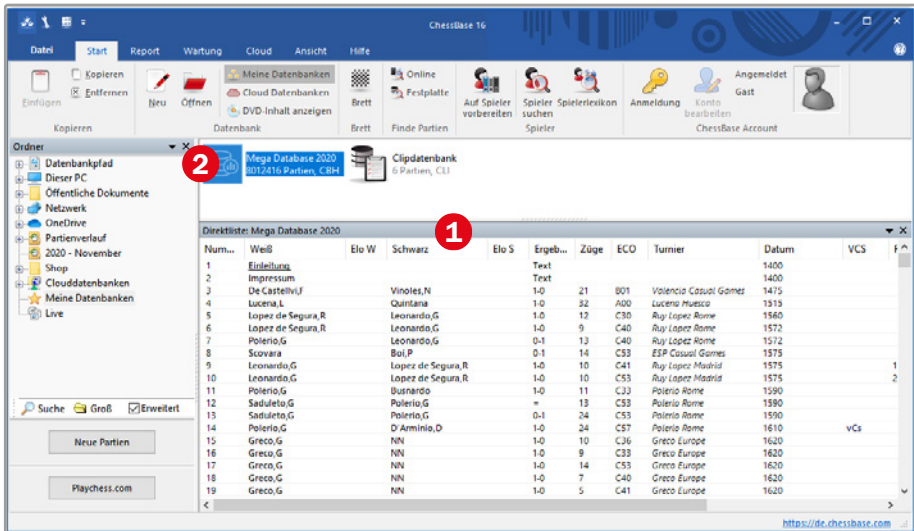 ChessBase 16
Datei Start Report Wartung Cloud Ansicht Hilfe
Einfügen
Kopieren
Entfernen
Kopieren
Neu
Öffnen
Meine Datenbanken
Cloud Datenbanken
DVD-Inhalt anzeigen
Datenbank
Brett
Brett
Online
Festplatte
Finde Partien
Auf Spieler
vorbereiten
Spieler
suchen
Spielerlexikon
Spieler
Anmeldung
Konto
bearbeiten
Angemeldet
Gast
ChessBase Account
Ordner
Datenbankpfad
Dieser PC
Öffentliche Dokumente
Netzwerk
OneDrive
Partienverlauf
2020 - November
Shop
Clouddatenbanken
Meine Datenbanken
Live
Suche Groß Erweitert
Neue Partien
Playchess.com
2
Mega Database 2020
8012416 Partien, CBH
Clipdatenbank
6 Partien, CLI
1
Direktliste: Mega Database 2020
Num... Weiß Elo W Schwarz Elo S Ergeb... Züge ECO Turnier Datum VCS
1 Einleitung Text 1400
2 Impressum Text 1400
3 De Castellvi,F Vinoles,N 1-0 21 B01 Valencia Casual Games 1475
4 Lucena,L Quintana 1-0 32 A00 Lucena Huesca 1515
5 Lopez de Segura,R Leonardo,G 1-0 12 C30 Ruy Lopez Rome 1560
6 Lopez de Segura,R Leonardo,G 1-0 9 C40 Ruy Lopez Rome 1572
7 Polerio,G Leonardo,G 0-1 13 C40 Ruy Lopez Rome 1572
8 Scovara Boi,P 0-1 14 C53 ESP Casual Games 1575
9 Leonardo,G Lopez de Segura,R 1-0 10 C41 Ruy Lopez Madrid 1575 1
10 Leonardo,G Lopez de Segura,R 1-0 10 C53 Ruy Lopez Madrid 1575 2
11 Polerio,G Busnardo 1-0 11 C33 Polerio Rome 1590
12 Saduleto,G Polerio,G = 13 C53 Polerio Rome 1590
13 Saduleto,G Polerio,G 0-1 24 C53 Polerio Rome 1590
14 Polerio,G D'Arminio,D 1-0 24 C57 Polerio Rome 1610 vCs
15 Greco,G NN 1-0 10 C36 Greco Europe 1620
16 Greco,G NN 1-0 9 C33 Greco Europe 1620
17 Greco,G NN 1-0 14 C53 Greco Europe 1620
18 Greco,G NN 1-0 7 C40 Greco Europe 1620
19 Greco,G NN 1-0 5 C41 Greco Europe 1620
https://de.chessbase.com